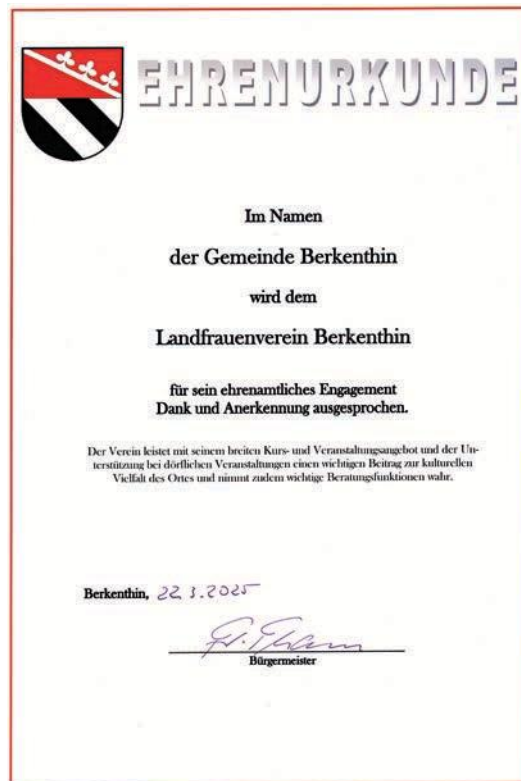 EHRENURKUNDE
Im Namen
der Gemeinde Berkenthin
wird dem
Landfrauenverein Berkenthin
für sein ehrenamtliches Engagement
Dank und Anerkennung ausgesprochen.
Der Verein leistet mit seinem breiten Kurs- und Veranstaltungsangebot und der Un-
terstützung bei dörflichen Veranstaltungen einen wichtigen Beitrag zur kulturellen
Vielfalt des Ortes und nimmt zudem wichtige Beratungsfunktionen wahr.
Berkenthin, 22.3.2025
Bürgermeister